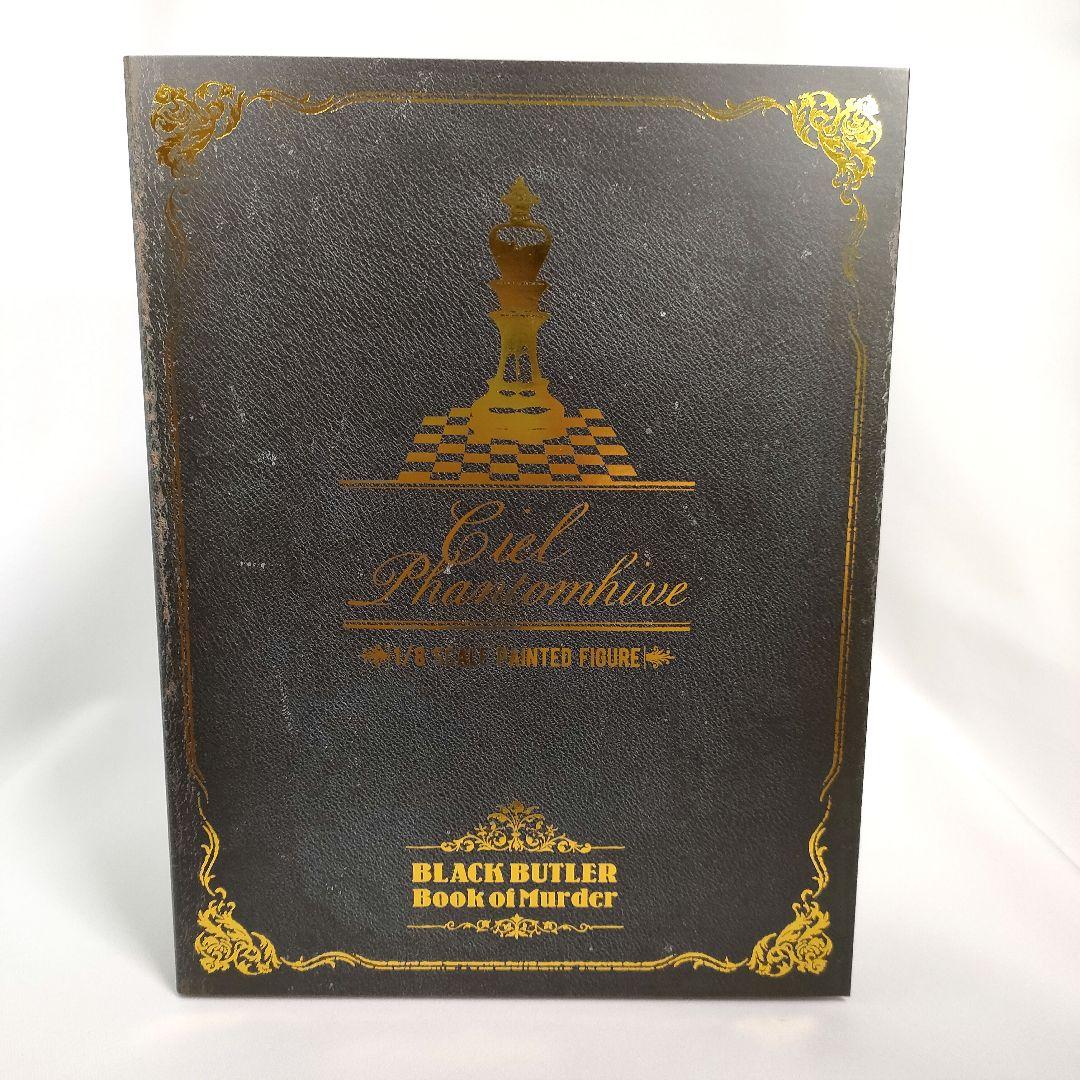 Ciel
Phantomhive
1/8 SCALE PAINTED FIGURE
BLACK BUTLER
Book of Murder